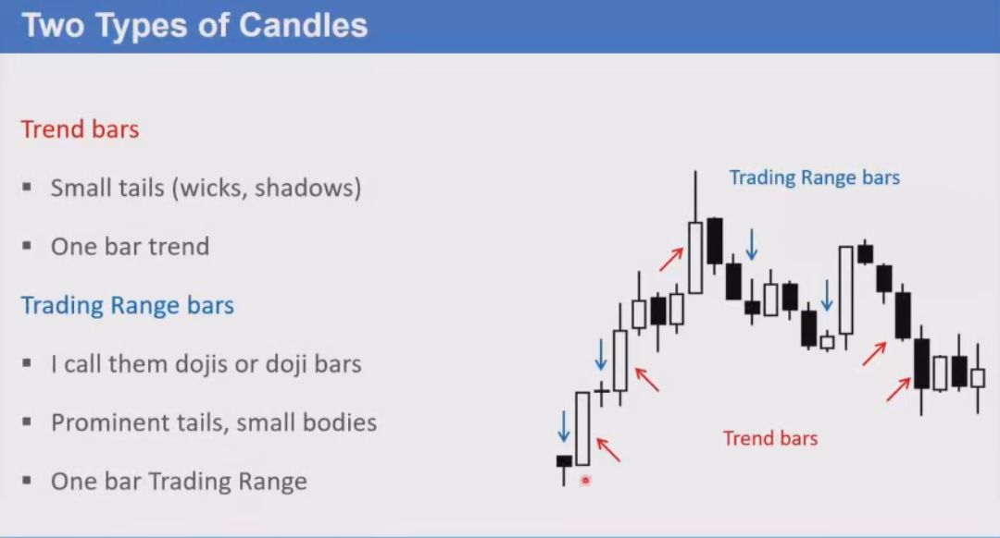 Two Types of Candles
Trend bars
▪ Small tails (wicks, shadows)
▪ One bar trend
Trading Range bars
▪ I call them dojis or doji bars
▪ Prominent tails, small bodies
▪ One bar Trading Range
Trading Range bars
Trend bars